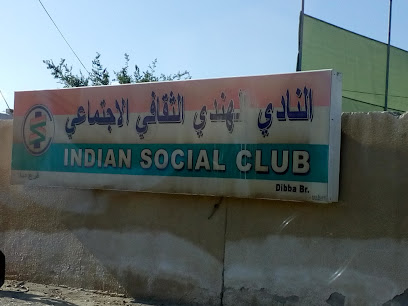 النادي الهندي الثقافي الاجتماعي
INDIAN SOCIAL CLUB
Dibba Br.